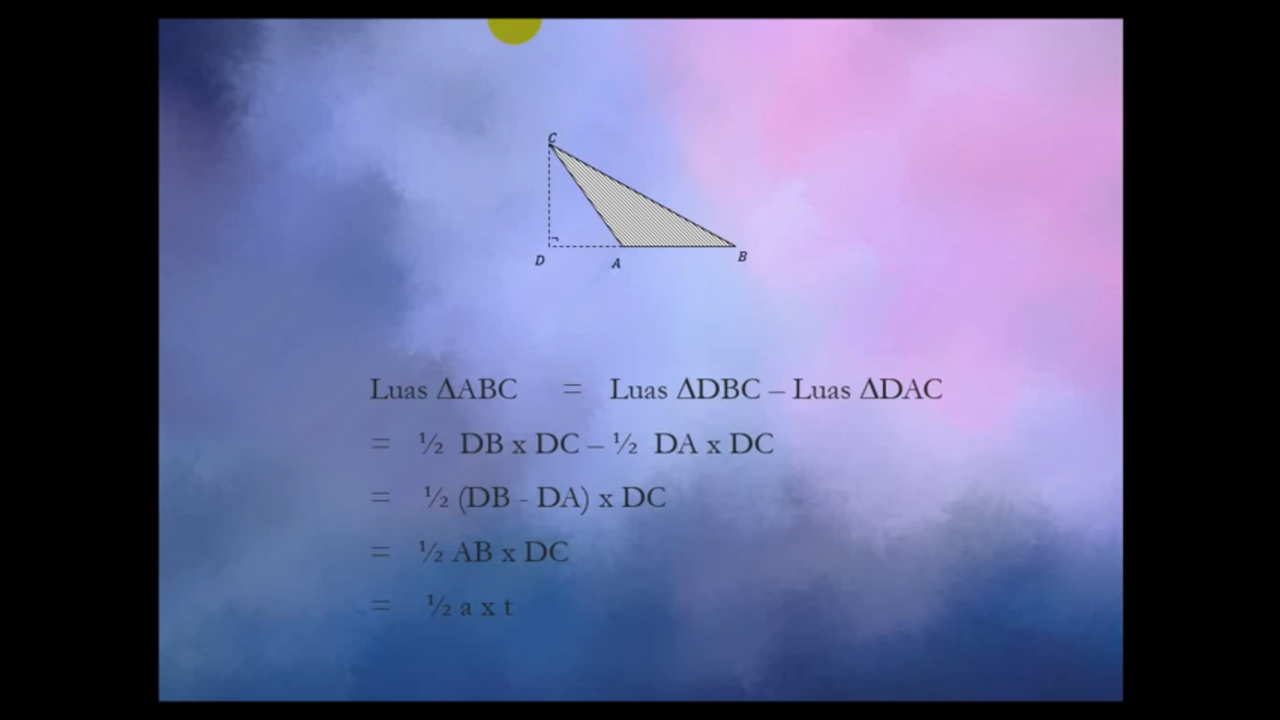 C
D A B
Luas ΔABC = Luas ΔDBC – Luas ΔDAC
= ½ DB x DC – ½ DA x DC
= ½ (DB - DA) x DC
= ½ AB x DC
= ½ a x t